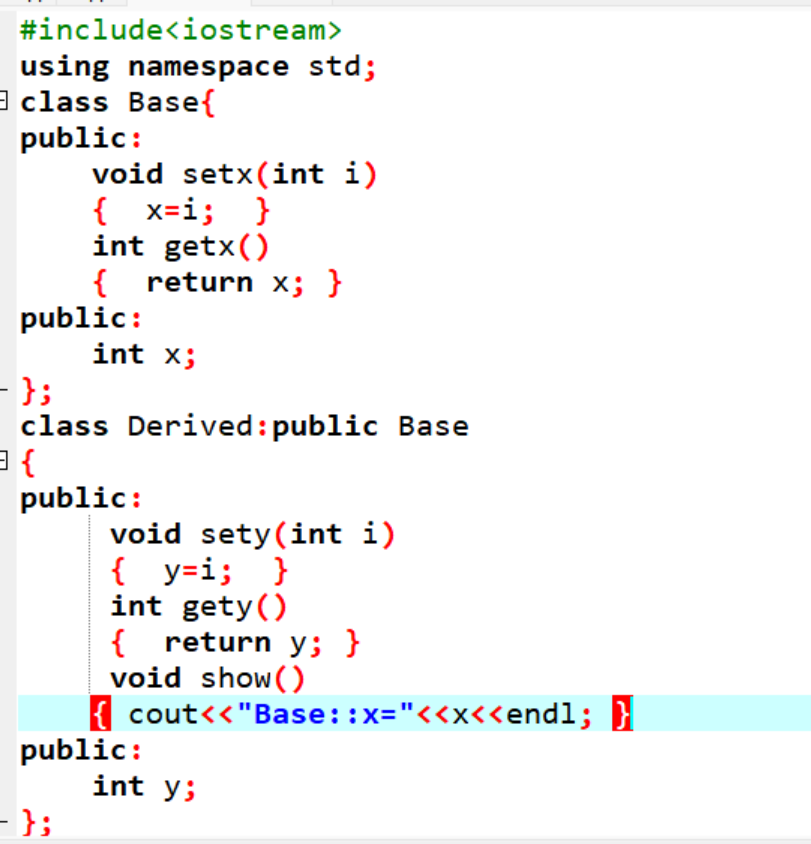 #include<iostream>
using namespace std;
class Base{
public:
    void setx(int i)
    {  x=i;  }
    int getx()
    {  return x; }
public:
    int x;
};
class Derived:public Base
{
public:
     void sety(int i)
     {  y=i;  }
     int gety()
     {  return y; }
     void show()
    { cout<<"Base::x="<<x<<endl; }
public:
    int y;
};